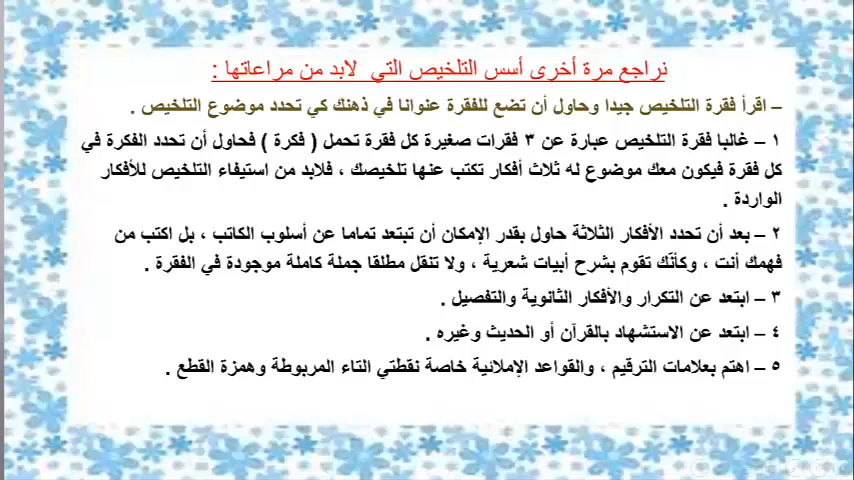 نراجع مرة أخرى أسس التلخيص التي لابد من مراعاتها :
– اقرأ فقرة التلخيص جيدا وحاول أن تضع للفقرة عنوانا في ذهنك كي تحدد موضوع التلخيص .
١ – غالبا فقرة التلخيص عبارة عن ٣ فقرات صغيرة كل فقرة تحمل ( فكرة ) فحاول أن تحدد الفكرة في
كل فقرة فيكون معك موضوع له ثلاث أفكار تكتب عنها تلخيصك ، فلابد من استيفاء التلخيص للأفكار
الواردة .
٢ – بعد أن تحدد الأفكار الثلاثة حاول بقدر الإمكان أن تبتعد تماما عن أسلوب الكاتب ، بل اكتب من
فهمك أنت ، وكأنك تقوم بشرح أبيات شعرية ، ولا تنقل مطلقا جملة كاملة موجودة في الفقرة .
٣ – ابتعد عن التكرار والأفكار الثانوية والتفصيل .
٤ – ابتعد عن الاستشهاد بالقرآن أو الحديث وغيره .
٥ – اهتم بعلامات الترقيم ، والقواعد الإملائية خاصة نقطتي التاء المربوطة وهمزة القطع .